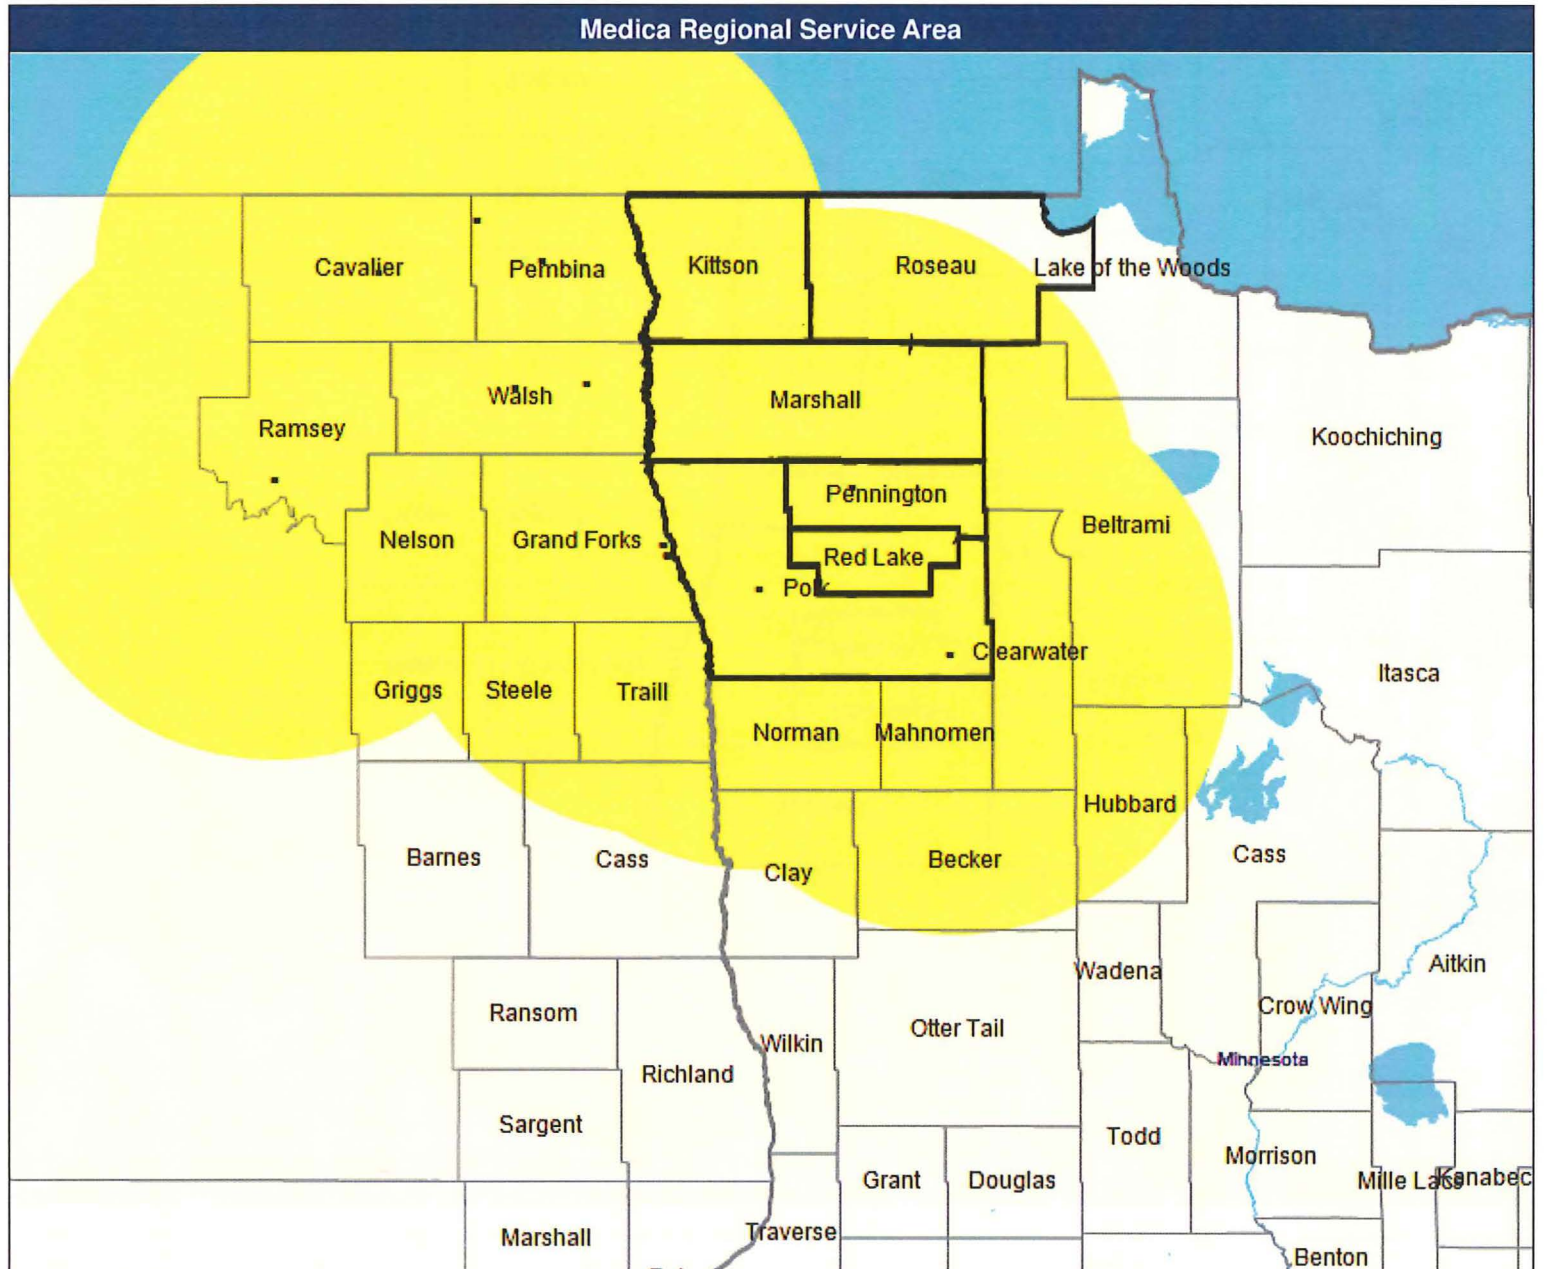 Medica Regional Service Area
Cavalier
Pembina
Kittson
Roseau
Lake of the Woods
Walsh
Marshall
Ramsey
Koochiching
Pennington
Beltrami
Nelson
Grand Forks
Red Lake
Polk
Clearwater
Griggs
Steele
Traill
Itasca
Norman
Mahnomen
Hubbard
Barnes
Cass
Clay
Becker
Cass
Wadena
Aitkin
Crow Wing
Ransom
Otter Tail
Wilkin
Minnesota
Richland
Sargent
Todd
Morrison
Grant
Douglas
Mille Lacs
Kanabec
Marshall
Traverse
Benton